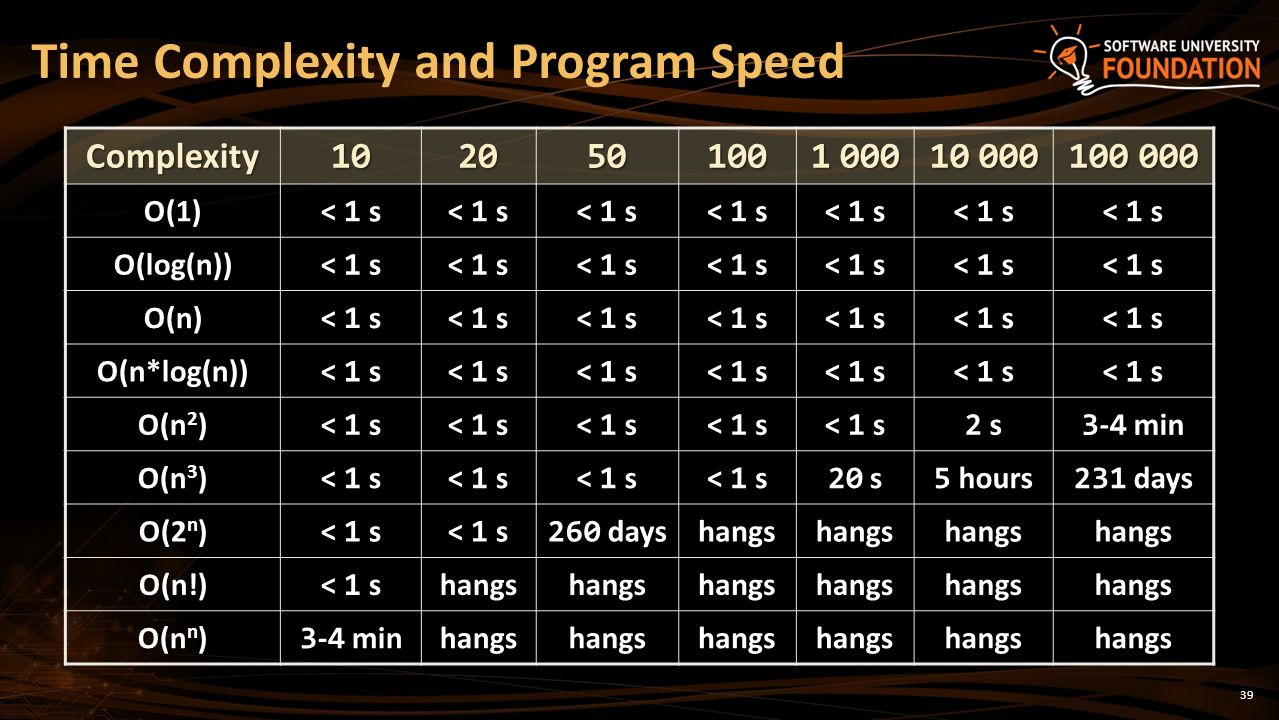 Time Complexity and Program Speed
SOFTWARE UNIVERSITY
FOUNDATION
Complexity 10 20 50 100 1 000 10 000 100 000
O(1) < 1 s < 1 s < 1 s < 1 s < 1 s < 1 s < 1 s
O(log(n)) < 1 s < 1 s < 1 s < 1 s < 1 s < 1 s < 1 s
O(n) < 1 s < 1 s < 1 s < 1 s < 1 s < 1 s < 1 s
O(n*log(n)) < 1 s < 1 s < 1 s < 1 s < 1 s < 1 s < 1 s
O(n²) < 1 s < 1 s < 1 s < 1 s < 1 s 2 s 3-4 min
O(n³) < 1 s < 1 s < 1 s < 1 s 20 s 5 hours 231 days
O(2ⁿ) < 1 s < 1 s 260 days hangs hangs hangs hangs
O(n!) < 1 s hangs hangs hangs hangs hangs hangs
O(nⁿ) 3-4 min hangs hangs hangs hangs hangs hangs
39